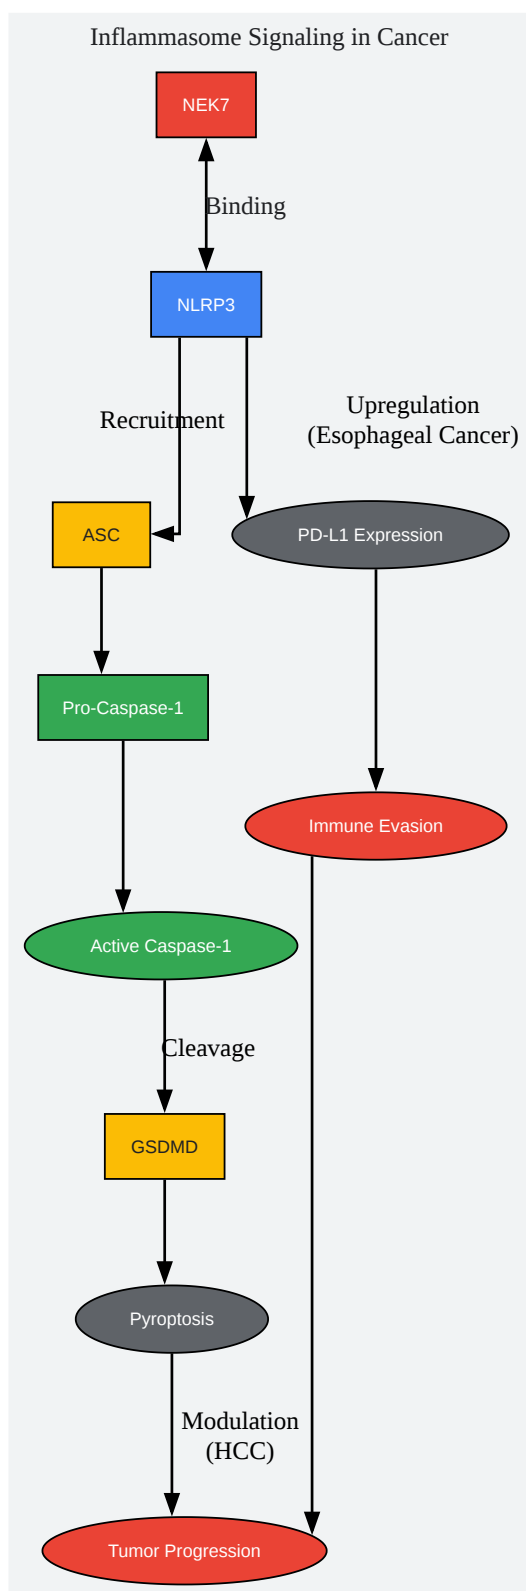 Inflammasome Signaling in Cancer
NEK7
Binding
NLRP3
Recruitment
Upregulation
(Esophageal Cancer)
ASC
PD-L1 Expression
Pro-Caspase-1
Immune Evasion
Active Caspase-1
Cleavage
GSDMD
Pyroptosis
Modulation
(HCC)
Tumor Progression